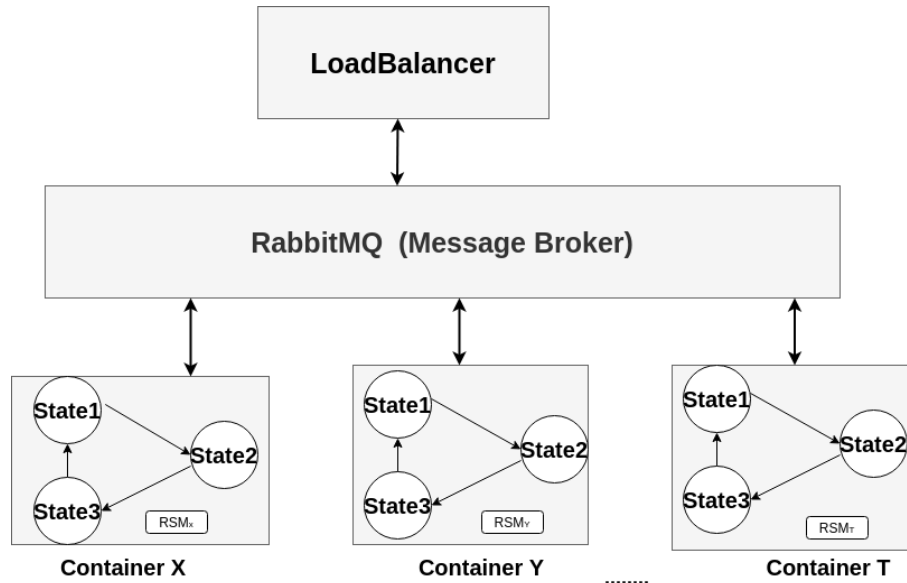 LoadBalancer
RabbitMQ (Message Broker)
State1
State2
State3
RSMX
Container X
State1
State2
State3
RSMY
Container Y
........
State1
State2
State3
RSMT
Container T